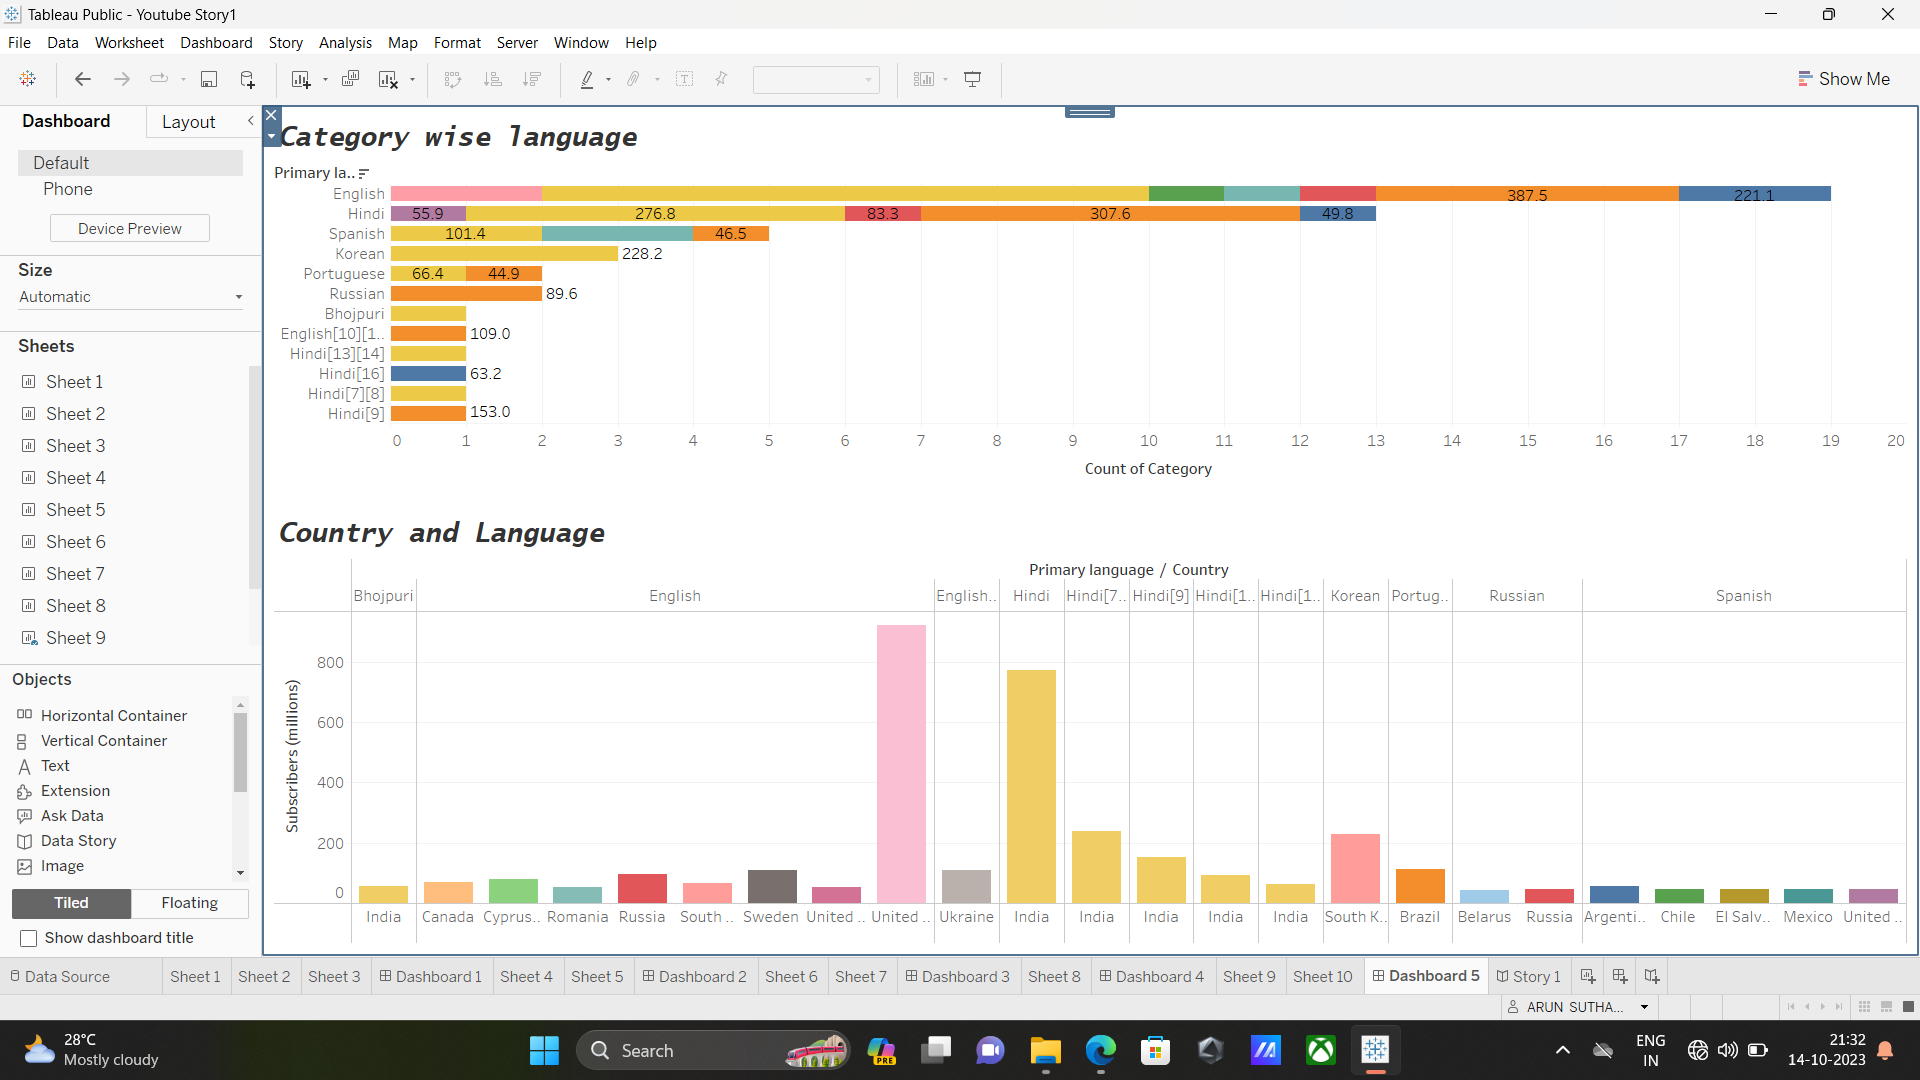 Tableau Public - Youtube Story1
File Data Worksheet Dashboard Story Analysis Map Format Server Window Help
Show Me
Dashboard Layout
Default
Phone
Device Preview
Size
Automatic
Sheets
Sheet 1
Sheet 2
Sheet 3
Sheet 4
Sheet 5
Sheet 6
Sheet 7
Sheet 8
Sheet 9
Objects
Horizontal Container
Vertical Container
Text
Extension
Ask Data
Data Story
Image
Tiled Floating
Show dashboard title
Category wise language
Primary la..
English 387.5 221.1
Hindi 55.9 276.8 83.3 307.6 49.8
Spanish 101.4 46.5
Korean 228.2
Portuguese 66.4 44.9
Russian 89.6
Bhojpuri
English[10][1.. 109.0
Hindi[13][14]
Hindi[16] 63.2
Hindi[7][8]
Hindi[9] 153.0
0 1 2 3 4 5 6 7 8 9 10 11 12 13 14 15 16 17 18 19 20
Count of Category
Country and Language
Primary language / Country
Bhojpuri English English.. Hindi Hindi[7.. Hindi[9] Hindi[1.. Hindi[1.. Korean Portug.. Russian Spanish
Subscribers (millions)
800
600
400
200
0
India Canada Cyprus.. Romania Russia South .. Sweden United .. United .. Ukraine India India India India India South K.. Brazil Belarus Russia Argenti.. Chile El Salv.. Mexico United ..
Data Source Sheet 1 Sheet 2 Sheet 3 Dashboard 1 Sheet 4 Sheet 5 Dashboard 2 Sheet 6 Sheet 7 Dashboard 3 Sheet 8 Dashboard 4 Sheet 9 Sheet 10 Dashboard 5 Story 1
ARUN SUTHA...
28°C
Mostly cloudy
Search
PRE
ENG
IN
21:32
14-10-2023